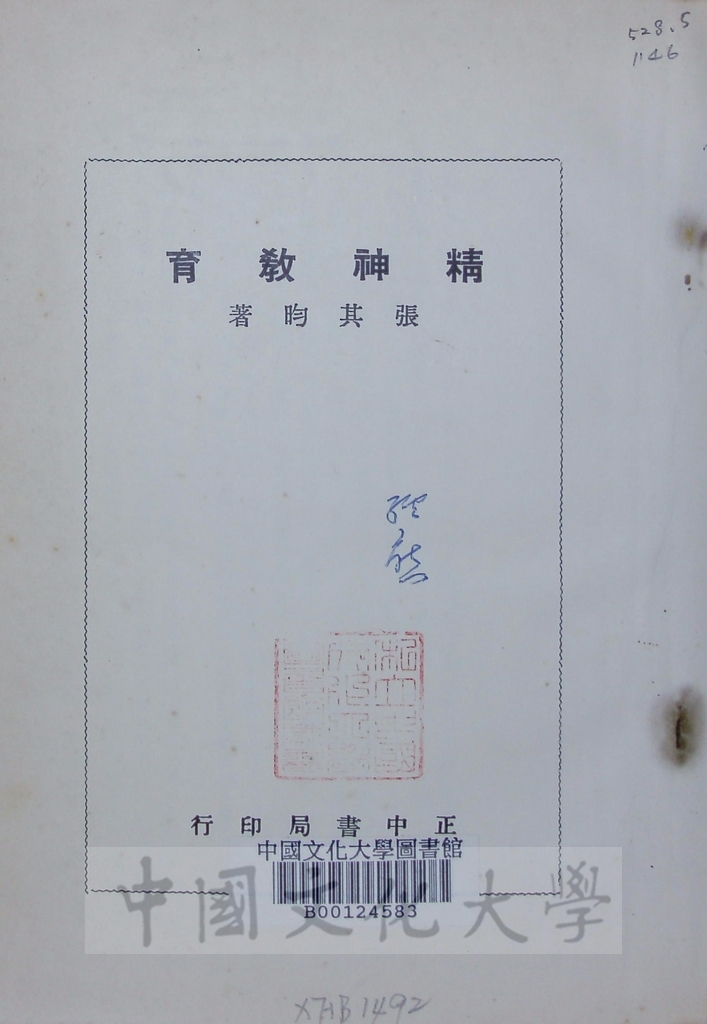 528.5
1146
精神教育
張其昀著
正中書局印行
中國文化大學圖書館
B00124583
中國文化大學